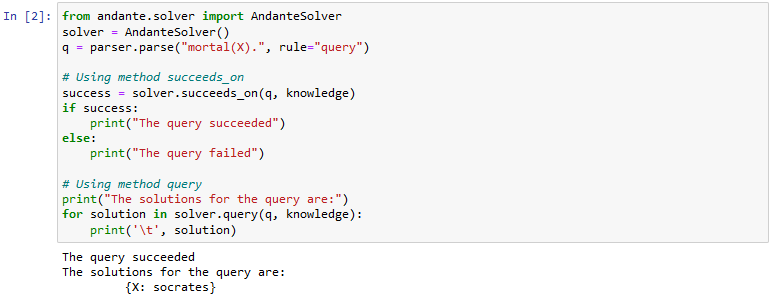 In [2]: from andante.solver import AndanteSolver
solver = AndanteSolver()
q = parser.parse("mortal(X).", rule="query")

# Using method succeeds_on
success = solver.succeeds_on(q, knowledge)
if success:
    print("The query succeeded")
else:
    print("The query failed")

# Using method query
print("The solutions for the query are:")
for solution in solver.query(q, knowledge):
    print('\t', solution)

The query succeeded
The solutions for the query are:
         {X: socrates}